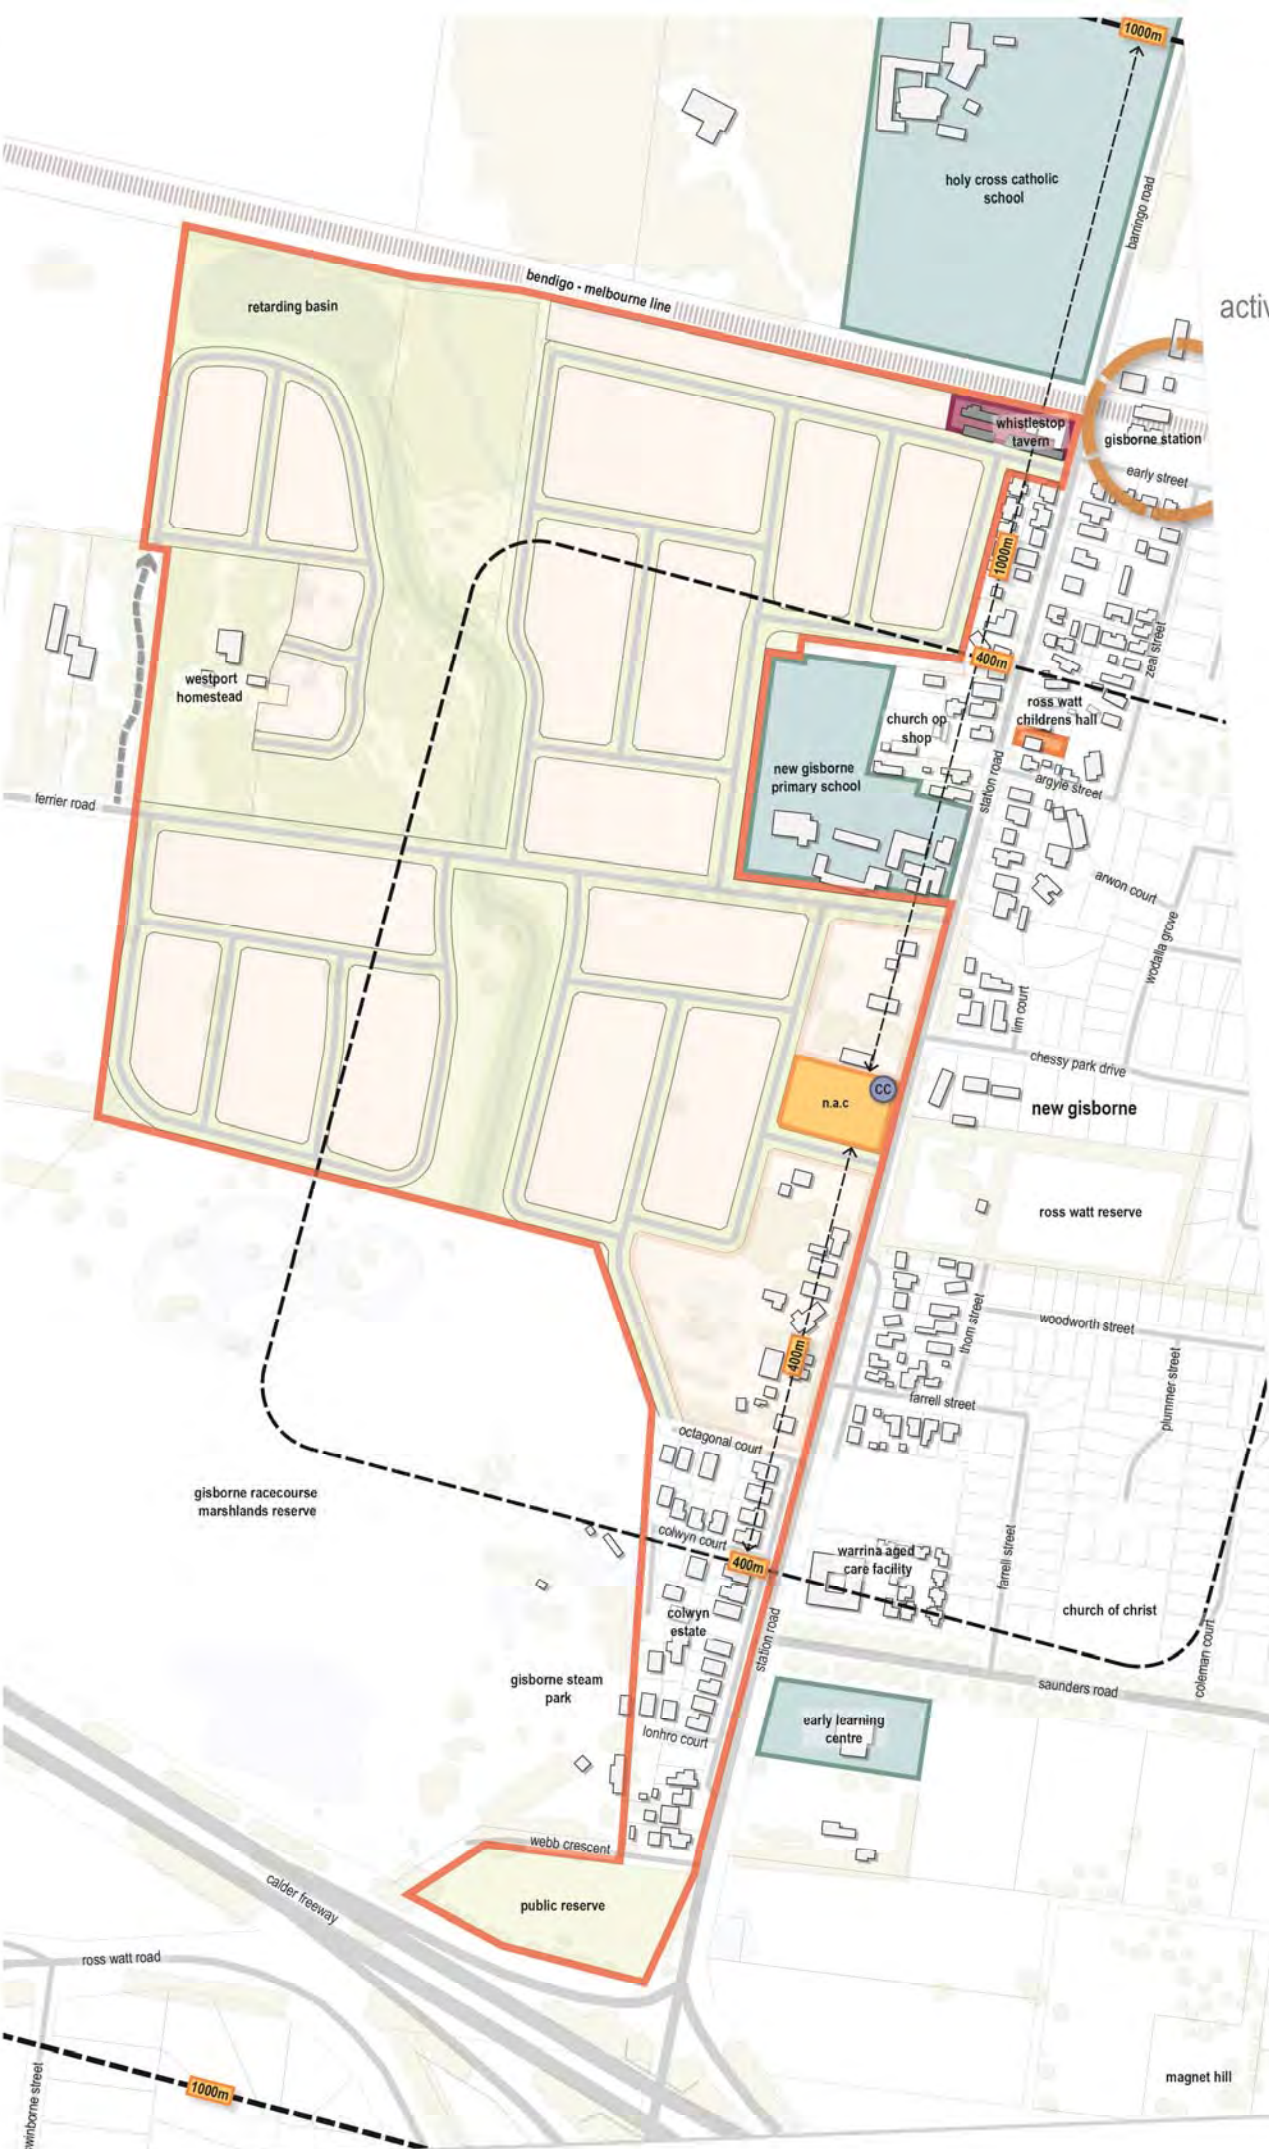 1000m
holy cross catholic
school
barringo road
activ
bendigo - melbourne line
retarding basin
whistlestop
tavern
gisborne station
early street
1000m
400m
zeal street
westport
homestead
ross watt
childrens hall
church op
shop
station road
argyle street
new gisborne
primary school
ferrier road
arwon court
wodalla grove
lim court
chessy park drive
cc
n.a.c
new gisborne
ross watt reserve
thom street
woodworth street
400m
plummer street
farrell street
octagonal court
gisborne racecourse
marshlands reserve
colwyn court
400m
warrina aged
care facility
farrell street
colwyn
estate
church of christ
station road
coleman court
gisborne steam
park
saunders road
early learning
centre
lonhro court
webb crescent
calder freeway
public reserve
ross watt road
1000m
magnet hill
swinborne street